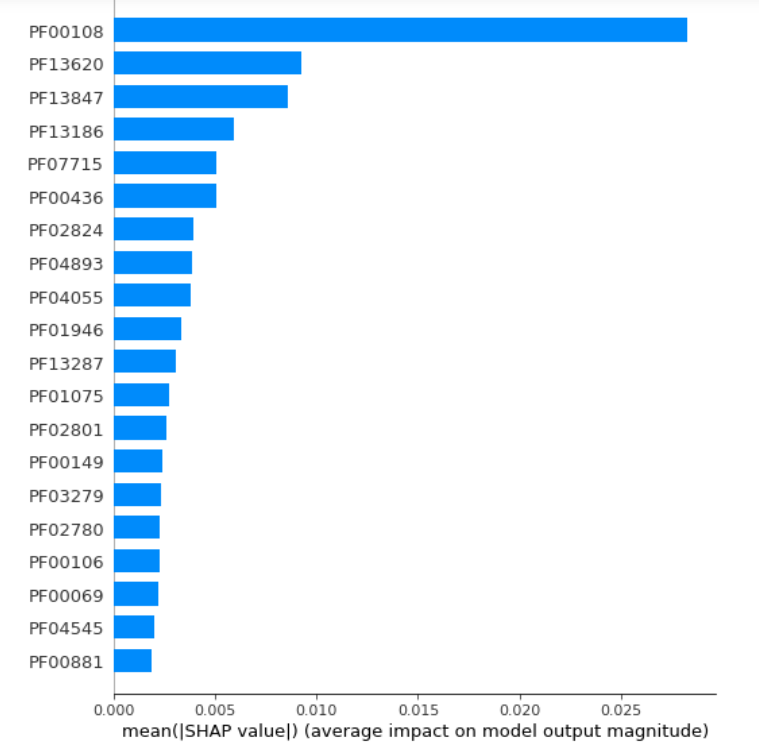 PF00108
PF13620
PF13847
PF13186
PF07715
PF00436
PF02824
PF04893
PF04055
PF01946
PF13287
PF01075
PF02801
PF00149
PF03279
PF02780
PF00106
PF00069
PF04545
PF00881
0.000 0.005 0.010 0.015 0.020 0.025
mean(|SHAP value|) (average impact on model output magnitude)